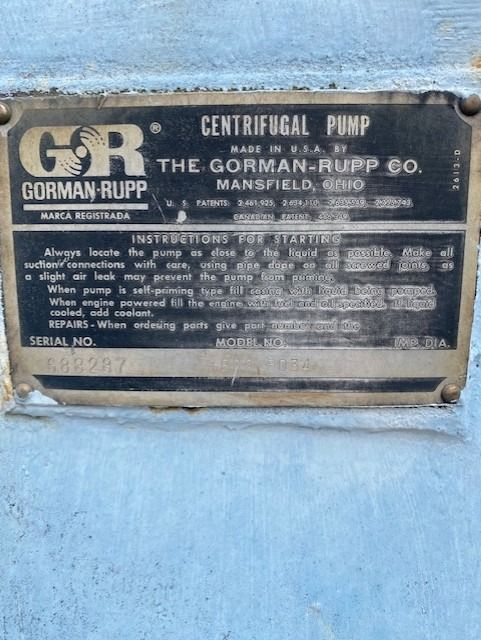 GR®
GORMAN-RUPP
MARCA REGISTRADA
CENTRIFUGAL PUMP
MADE IN U.S.A. BY
THE GORMAN-RUPP CO.
MANSFIELD, OHIO
U. S. PATENTS 2,461,925
CANADIAN PATENT
2613-D
INSTRUCTIONS FOR STARTING
Always locate the pump as close to the liquid as possible. Make all
suction connections with care, using pipe dope on all screwed joints, as
a slight air leak may prevent the pump from priming.
When pump is self-priming type fill casing with liquid being pumped.
When engine powered fill the engine with fuel and oil specified. If liquid
cooled, add coolant.
REPAIRS - When ordering parts give part number and the
SERIAL NO. MODEL NO. IMP. DIA.